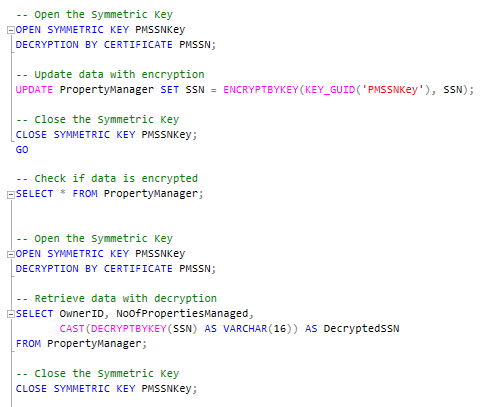 -- Open the Symmetric Key
OPEN SYMMETRIC KEY PMSSNKey
DECRYPTION BY CERTIFICATE PMSSN;
-- Update data with encryption
UPDATE PropertyManager SET SSN = ENCRYPTBYKEY(KEY_GUID('PMSSNKey'), SSN);
-- Close the Symmetric Key
CLOSE SYMMETRIC KEY PMSSNKey;
GO
-- Check if data is encrypted
SELECT * FROM PropertyManager;
-- Open the Symmetric Key
OPEN SYMMETRIC KEY PMSSNKey
DECRYPTION BY CERTIFICATE PMSSN;
-- Retrieve data with decryption
SELECT OwnerID, NoOfPropertiesManaged,
CAST(DECRYPTBYKEY(SSN) AS VARCHAR(16)) AS DecryptedSSN
FROM PropertyManager;
-- Close the Symmetric Key
CLOSE SYMMETRIC KEY PMSSNKey;